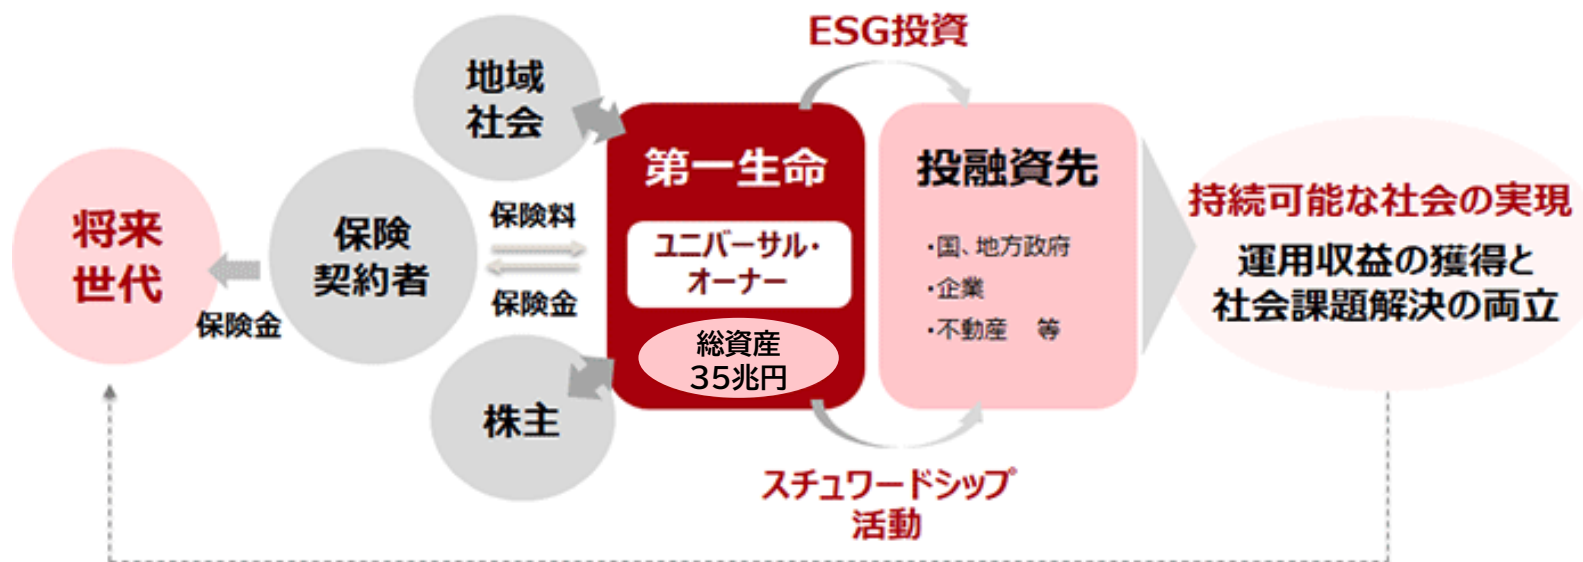 ESG投資
地域
社会
第一生命
投融資先
将来
世代
保険
契約者
保険料
保険金
保険金
ユニバーサル・
オーナー
総資産
35兆円
・国、地方政府
・企業
・不動産　等
持続可能な社会の実現
運用収益の獲得と
社会課題解決の両立
株主
スチュワードシップ
活動